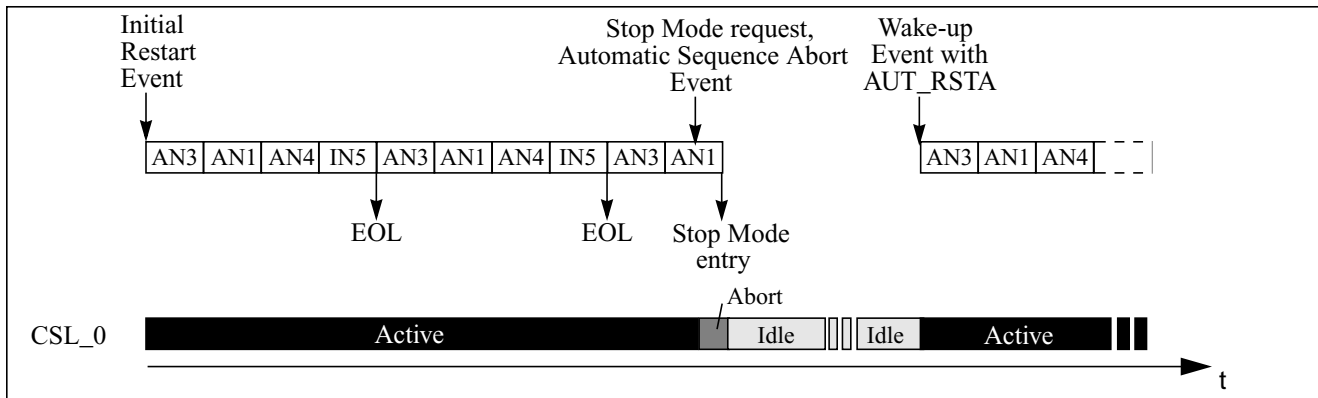 Initial
Restart
Event
Stop Mode request,
Automatic Sequence Abort
Event
Wake-up
Event with
AUT_RSTA
AN3 AN1 AN4 IN5 AN3 AN1 AN4 IN5 AN3 AN1
AN3 AN1 AN4
EOL
EOL
Stop Mode
entry
Abort
CSL_0
Active
Idle
Idle
Active
t